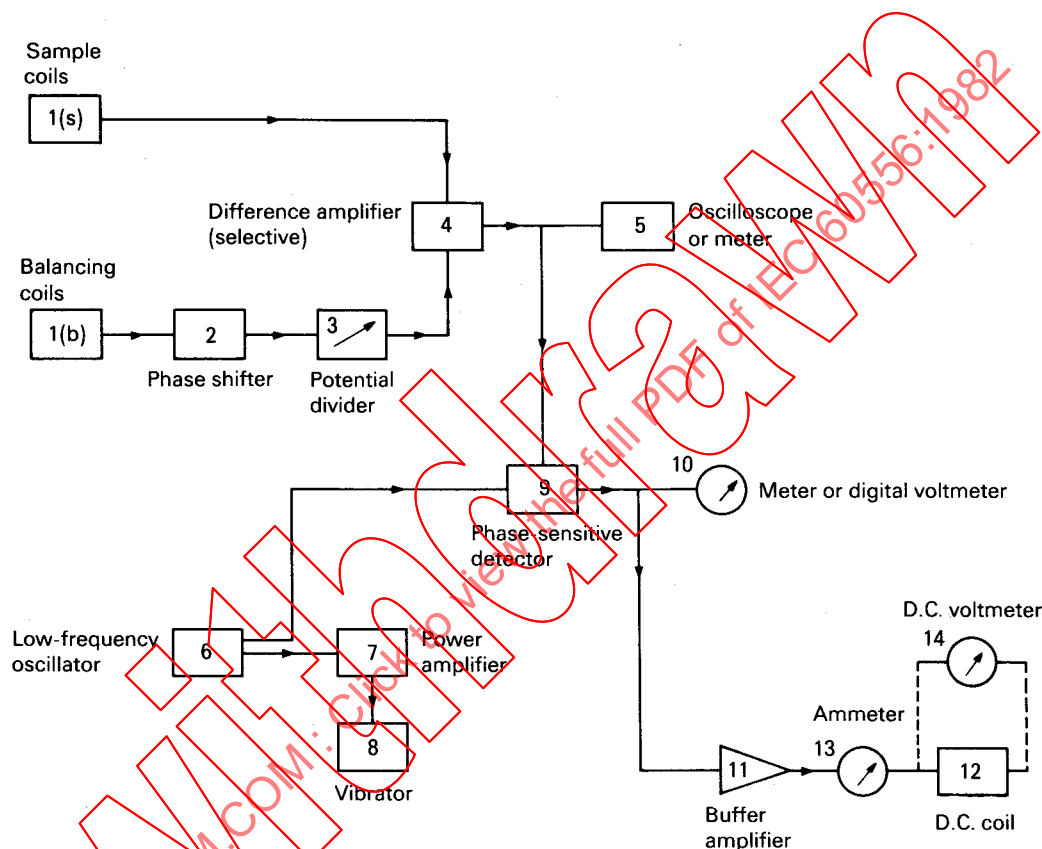 Sample
coils
1(s)
Difference amplifier
(selective)
4
5
Oscilloscope
or meter
Balancing
coils
1(b)
2
3
Phase shifter
Potential
divider
9
10
Meter or digital voltmeter
Phase-sensitive
detector
Low-frequency
oscillator
6
7
Power
amplifier
8
Vibrator
D.C. voltmeter
14
Ammeter
13
11
12
Buffer
amplifier
D.C. coil
M.COM : Click to view the full PDF of IEC 60556:1982